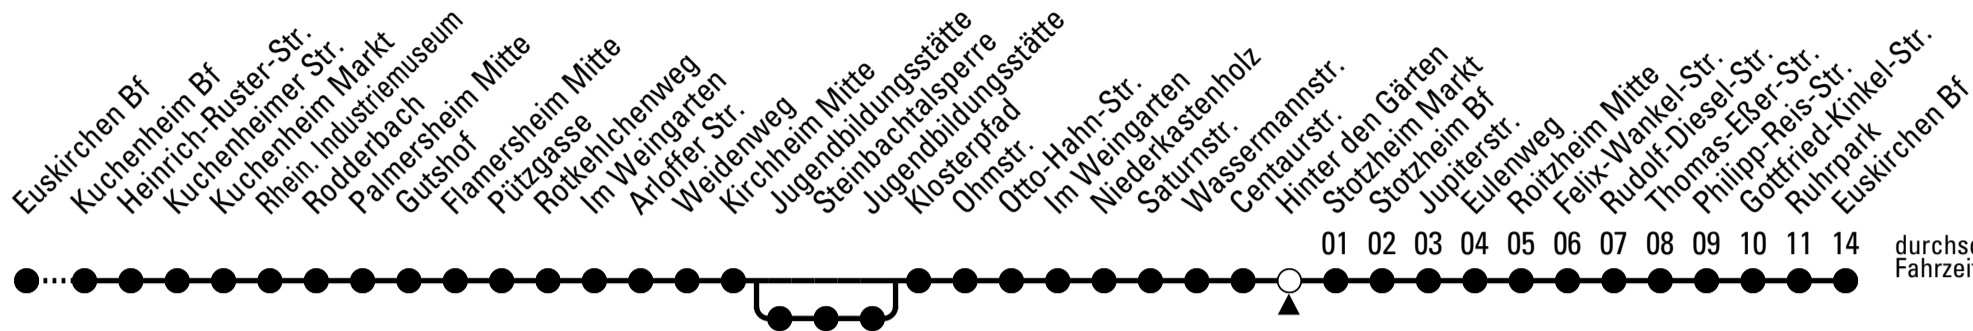 Euskirchen Bf
Kuchenheim Bf
Heinrich-Ruster-Str.
Kuchenheimer Str.
Kuchenheim Markt
Rhein. Industriemuseum
Rodderbach
Palmersheim Mitte
Gutshof
Flamersheim Mitte
Pützgasse
Rotkehlchenweg
Im Weingarten
Arloffer Str.
Weidenweg
Kirchheim Mitte
Jugendbildungsstätte
Steinbachtalsperre
Jugendbildungsstätte
Klosterpfad
Ohmstr.
Otto-Hahn-Str.
Im Weingarten
Niederkastenholz
Saturnstr.
Wassermannstr.
Centaurstr.
Hinter den Gärten
Stotzheim Markt
Stotzheim Bf
Jupiterstr.
Eulenweg
Roitzheim Mitte
Felix-Wankel-Str.
Rudolf-Diesel-Str.
Thomas-Eßer-Str.
Philipp-Reis-Str.
Gottfried-Kinkel-Str.
Ruhrpark
Euskirchen Bf
01 02 03 04 05 06 07 08 09 10 11 14